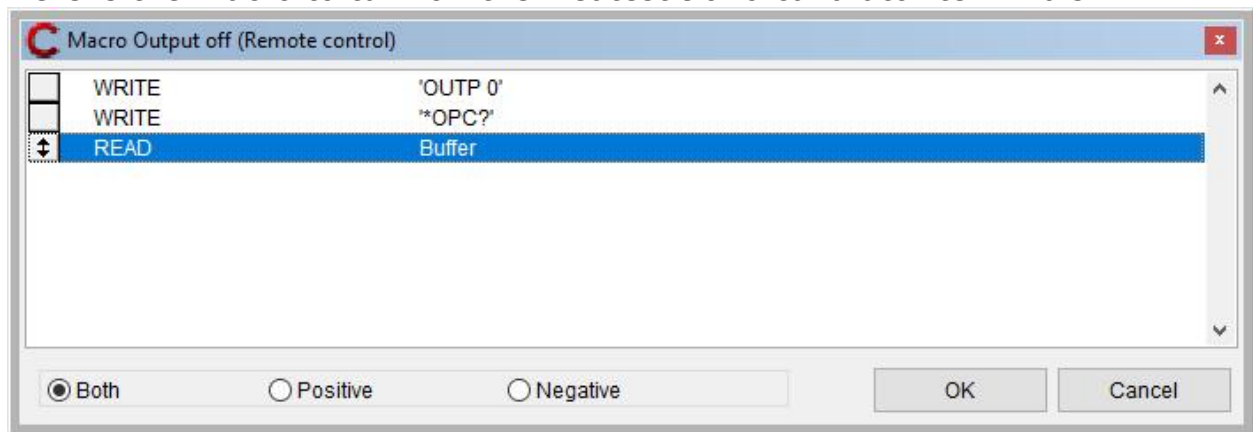 Macro Output off (Remote control)
WRITE 'OUTP 0'
WRITE '*OPC?'
READ Buffer
Both Positive Negative OK Cancel